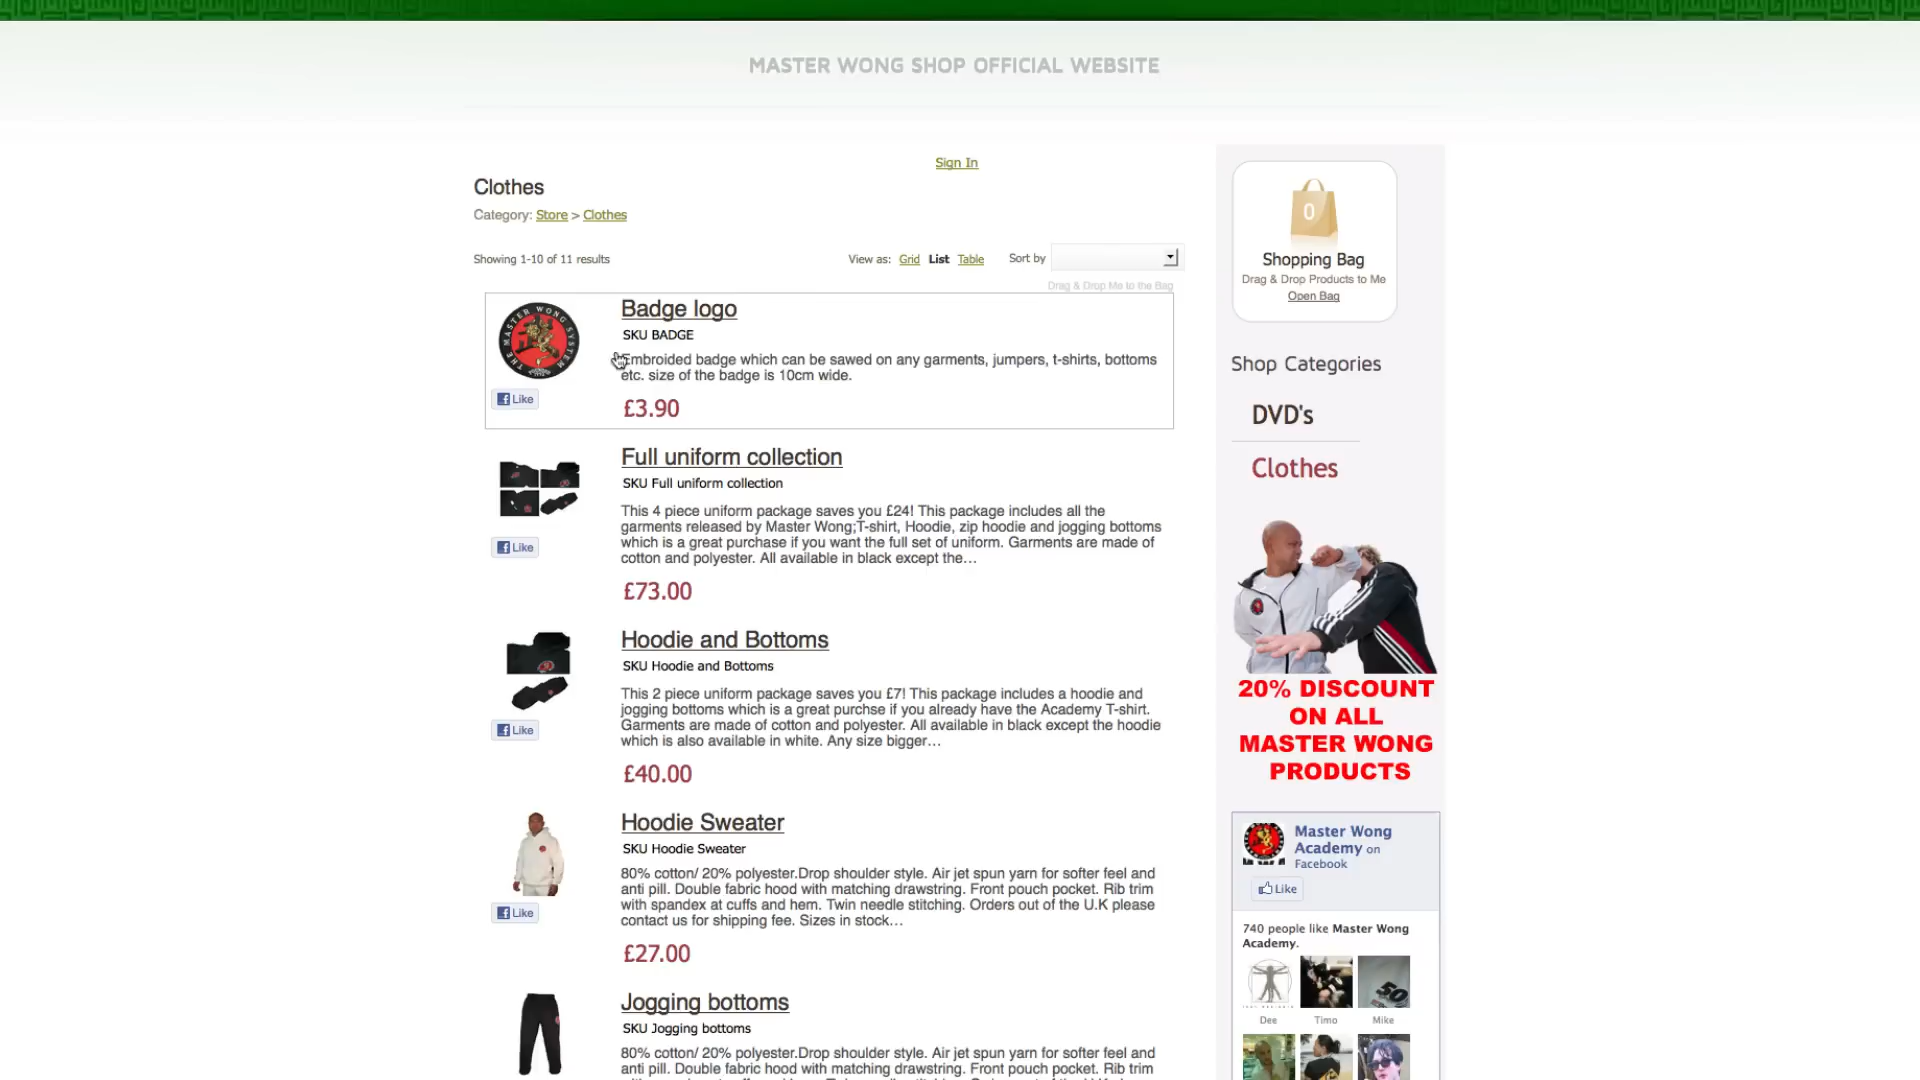 MASTER WONG SHOP OFFICIAL WEBSITE
Sign In
Clothes
Category: Store > Clothes
Showing 1-10 of 11 results
View as: Grid List Table Sort by
Drag & Drop Me to the Bag
THE MASTER WONG SYSTEM
Badge logo
SKU BADGE
Embroided badge which can be sawed on any garments, jumpers, t-shirts, bottoms
etc. size of the badge is 10cm wide.
Like
£3.90
Full uniform collection
SKU Full uniform collection
This 4 piece uniform package saves you £24! This package includes all the
garments released by Master Wong;T-shirt, Hoodie, zip hoodie and jogging bottoms
which is a great purchase if you want the full set of uniform. Garments are made of
cotton and polyester. All available in black except the…
Like
£73.00
Hoodie and Bottoms
SKU Hoodie and Bottoms
This 2 piece uniform package saves you £7! This package includes a hoodie and
jogging bottoms which is a great purchse if you already have the Academy T-shirt.
Garments are made of cotton and polyester. All available in black except the hoodie
which is also available in white. Any size bigger…
Like
£40.00
Hoodie Sweater
SKU Hoodie Sweater
80% cotton/ 20% polyester.Drop shoulder style. Air jet spun yarn for softer feel and
anti pill. Double fabric hood with matching drawstring. Front pouch pocket. Rib trim
with spandex at cuffs and hem. Twin needle stitching. Orders out of the U.K please
contact us for shipping fee. Sizes in stock…
Like
£27.00
Jogging bottoms
SKU Jogging bottoms
80% cotton/ 20% polyester.Drop shoulder style. Air jet spun yarn for softer feel and
anti pill. Double fabric hood with matching drawstring. Front pouch pocket. Rib trim
0
Shopping Bag
Drag & Drop Products to Me
Open Bag
Shop Categories
DVD's
Clothes
20% DISCOUNT
ON ALL
MASTER WONG
PRODUCTS
Master Wong
Academy on
Facebook
Like
740 people like Master Wong
Academy.
50
Dee Timo Mike